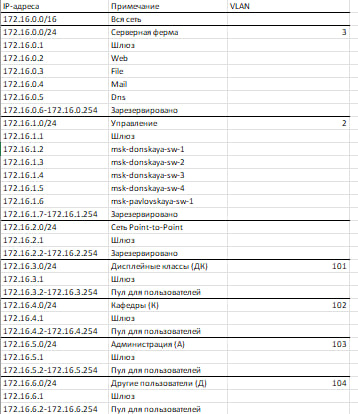 IP-адреса Примечание VLAN
172.16.0.0/16 Вся сеть
172.16.0.0/24 Серверная ферма 3
172.16.0.1 Шлюз
172.16.0.2 Web
172.16.0.3 File
172.16.0.4 Mail
172.16.0.5 Dns
172.16.0.6-172.16.0.254 Зарезервировано
172.16.1.0/24 Управление 2
172.16.1.1 Шлюз
172.16.1.2 msk-donskaya-sw-1
172.16.1.3 msk-donskaya-sw-2
172.16.1.4 msk-donskaya-sw-3
172.16.1.5 msk-donskaya-sw-4
172.16.1.6 msk-pavlovskaya-sw-1
172.16.1.7-172.16.1.254 Зарезервировано
172.16.2.0/24 Сеть Point-to-Point
172.16.2.1 Шлюз
172.16.2.2-172.16.2.254 Зарезервировано
172.16.3.0/24 Дисплейные классы (ДК) 101
172.16.3.1 Шлюз
172.16.3.2-172.16.3.254 Пул для пользователей
172.16.4.0/24 Кафедры (К) 102
172.16.4.1 Шлюз
172.16.4.2-172.16.4.254 Пул для пользователей
172.16.5.0/24 Администрация (А) 103
172.16.5.1 Шлюз
172.16.5.2-172.16.5.254 Пул для пользователей
172.16.6.0/24 Другие пользователи (Д) 104
172.16.6.1 Шлюз
172.16.6.2-172.16.6.254 Пул для пользователей